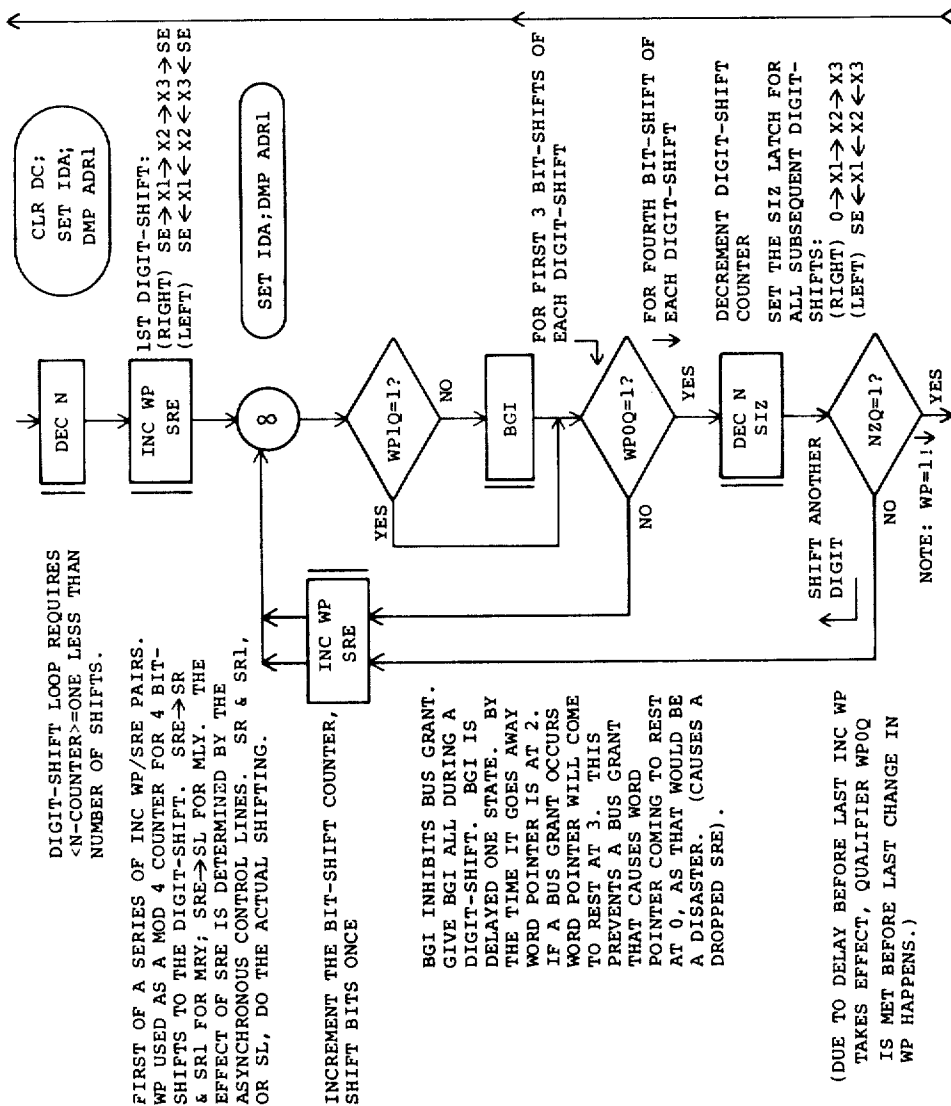 CLR DC;
SET IDA;
DMP ADR1
DEC N
DIGIT-SHIFT LOOP REQUIRES
<N-COUNTER>=ONE LESS THAN
NUMBER OF SHIFTS.
INC WP
SRE
1ST DIGIT-SHIFT:
(RIGHT) SE→X1→X2→X3→SE
(LEFT) SE←X1←X2←X3←SE
FIRST OF A SERIES OF INC WP/SRE PAIRS.
WP USED AS A MOD 4 COUNTER FOR 4 BIT-
SHIFTS TO THE DIGIT-SHIFT. SRE→SR
& SR1 FOR MRY; SRE→SL FOR MLY. THE
EFFECT OF SRE IS DETERMINED BY THE
ASYNCHRONOUS CONTROL LINES. SR & SR1,
OR SL, DO THE ACTUAL SHIFTING.
8
SET IDA;DMP ADR1
INC WP
SRE
INCREMENT THE BIT-SHIFT COUNTER,
SHIFT BITS ONCE
WP1Q=1?
YES
NO
BGI
BGI INHIBITS BUS GRANT.
GIVE BGI ALL DURING A
DIGIT-SHIFT. BGI IS
DELAYED ONE STATE. BY
THE TIME IT GOES AWAY
WORD POINTER IS AT 2.
IF A BUS GRANT OCCURS
WORD POINTER WILL COME
TO REST AT 3. THIS
PREVENTS A BUS GRANT
THAT CAUSES WORD
POINTER COMING TO REST
AT 0, AS THAT WOULD BE
A DISASTER. (CAUSES A
DROPPED SRE).
FOR FIRST 3 BIT-SHIFTS OF
EACH DIGIT-SHIFT
WP0Q=1?
NO
YES
FOR FOURTH BIT-SHIFT OF
EACH DIGIT-SHIFT
DEC N
SIZ
DECREMENT DIGIT-SHIFT
COUNTER
SET THE SIZ LATCH FOR
ALL SUBSEQUENT DIGIT-
SHIFTS:
(RIGHT) 0→X1→X2→X3
(LEFT) SE←X1←X2←X3
SHIFT ANOTHER
DIGIT
NZQ=1?
NO
YES
NOTE: WP=1!
(DUE TO DELAY BEFORE LAST INC WP
TAKES EFFECT, QUALIFIER WP0Q
IS MET BEFORE LAST CHANGE IN
WP HAPPENS.)